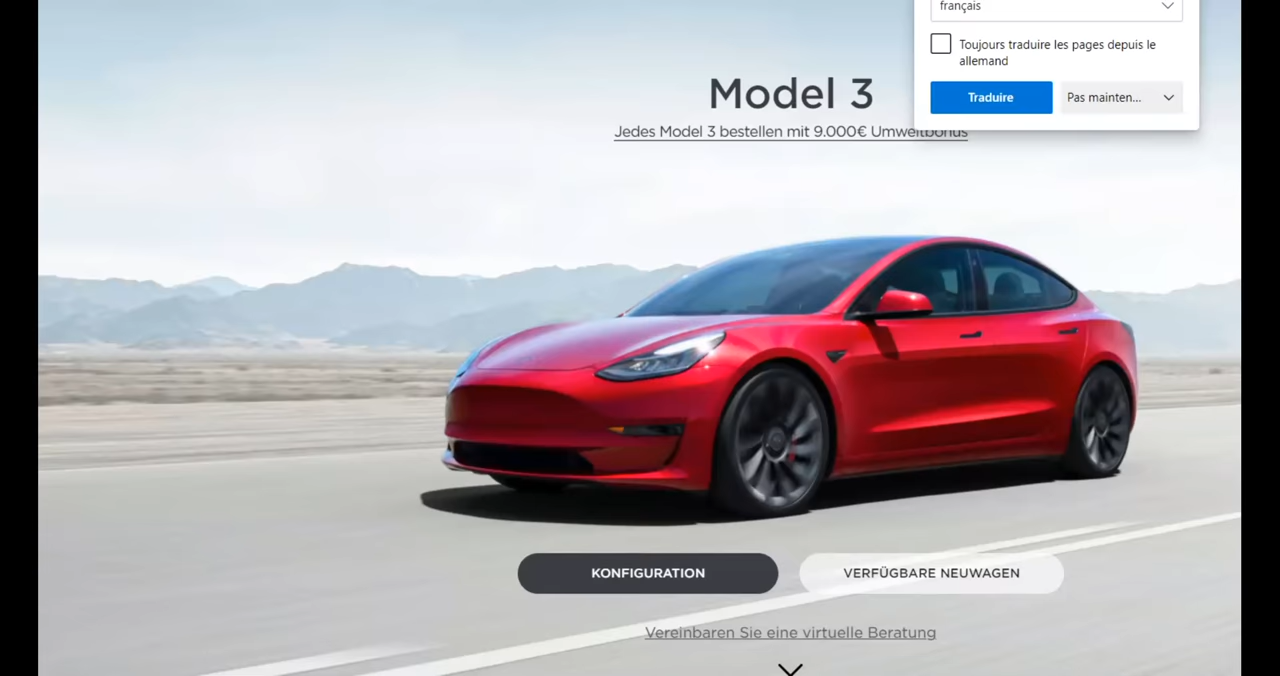 français
Toujours traduire les pages depuis le
allemand
Traduire
Pas mainten...
Model 3
Jedes Model 3 bestellen mit 9.000€ Umweltbonus
KONFIGURATION
VERFÜGBARE NEUWAGEN
Vereinbaren Sie eine virtuelle Beratung